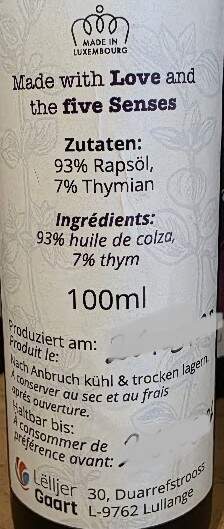 MADE IN
LUXEMBOURG
Made with Love and
the five Senses
Zutaten:
93% Rapsöl,
7% Thymian
Ingrédients:
93% huile de colza,
7% thym
100ml
Produziert am:
Produit le:
Nach Anbruch kühl & trocken lagern.
A conserver au sec et au frais
après ouverture.
Haltbar bis:
A consommer de
préférence avant:
Lëlljer
Gaart
30, Duarrefstrooss
L-9762 Lullange